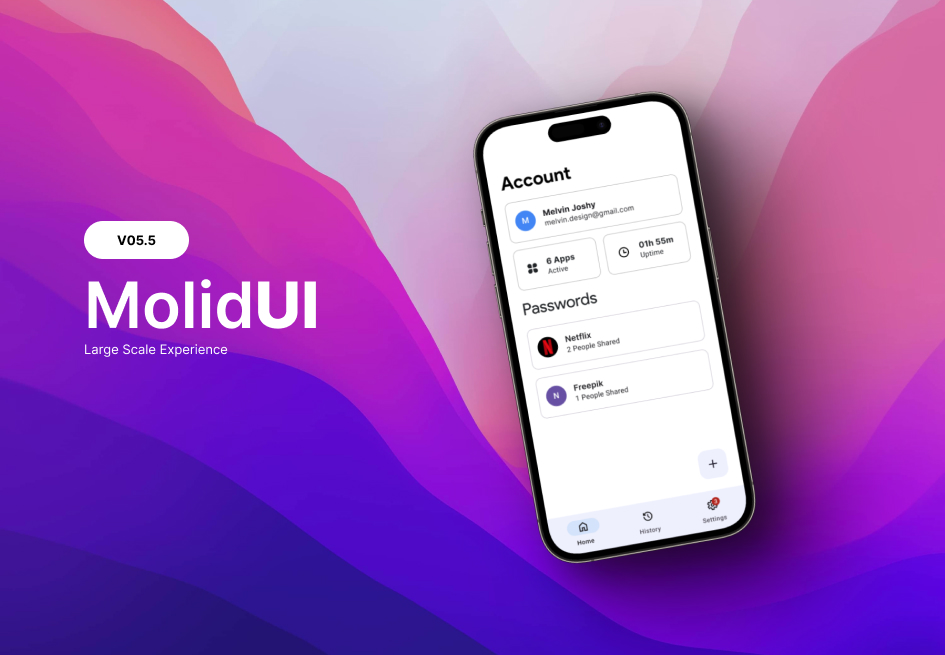 V05.5
MolidUI
Large Scale Experience
Account
M
Melvin Joshy
melvin.design@gmail.com
6 Apps
Active
01h 55m
Uptime
Passwords
N
Netflix
2 People Shared
N
Freepik
1 People Shared
+
Home
History
Settings